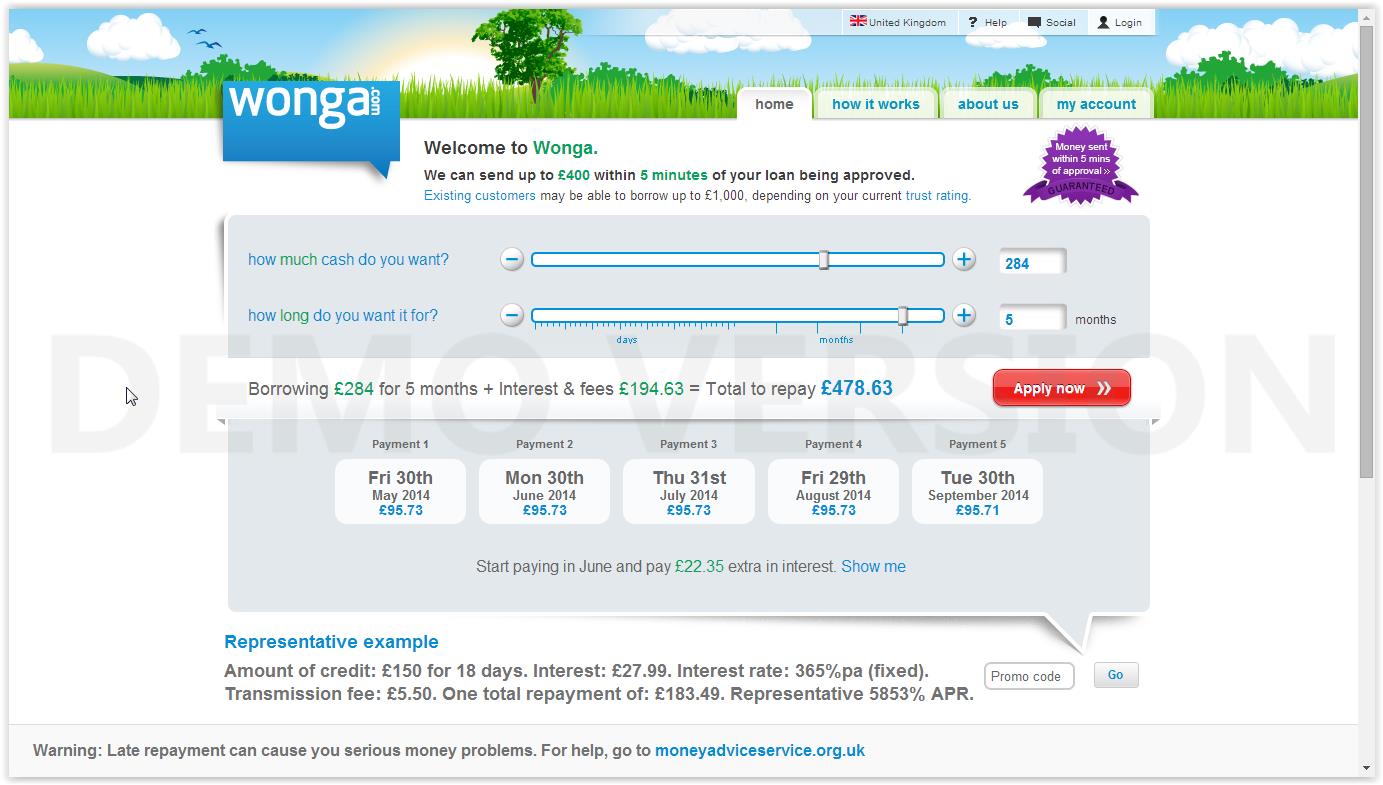 United Kingdom ? Help Social Login
wonga.com
home how it works about us my account
Welcome to Wonga.
We can send up to £400 within 5 minutes of your loan being approved.
Existing customers may be able to borrow up to £1,000, depending on your current trust rating.
Money sent
within 5 mins
of approval »
GUARANTEED
how much cash do you want? − + 284
how long do you want it for? − + 5 months
days months
DEMO VERSION
Borrowing £284 for 5 months + Interest & fees £194.63 = Total to repay £478.63 Apply now »
Payment 1 Payment 2 Payment 3 Payment 4 Payment 5
Fri 30th Mon 30th Thu 31st Fri 29th Tue 30th
May 2014 June 2014 July 2014 August 2014 September 2014
£95.73 £95.73 £95.73 £95.73 £95.71
Start paying in June and pay £22.35 extra in interest. Show me
Representative example
Amount of credit: £150 for 18 days. Interest: £27.99. Interest rate: 365%pa (fixed).
Transmission fee: £5.50. One total repayment of: £183.49. Representative 5853% APR.
Promo code Go
Warning: Late repayment can cause you serious money problems. For help, go to moneyadviceservice.org.uk